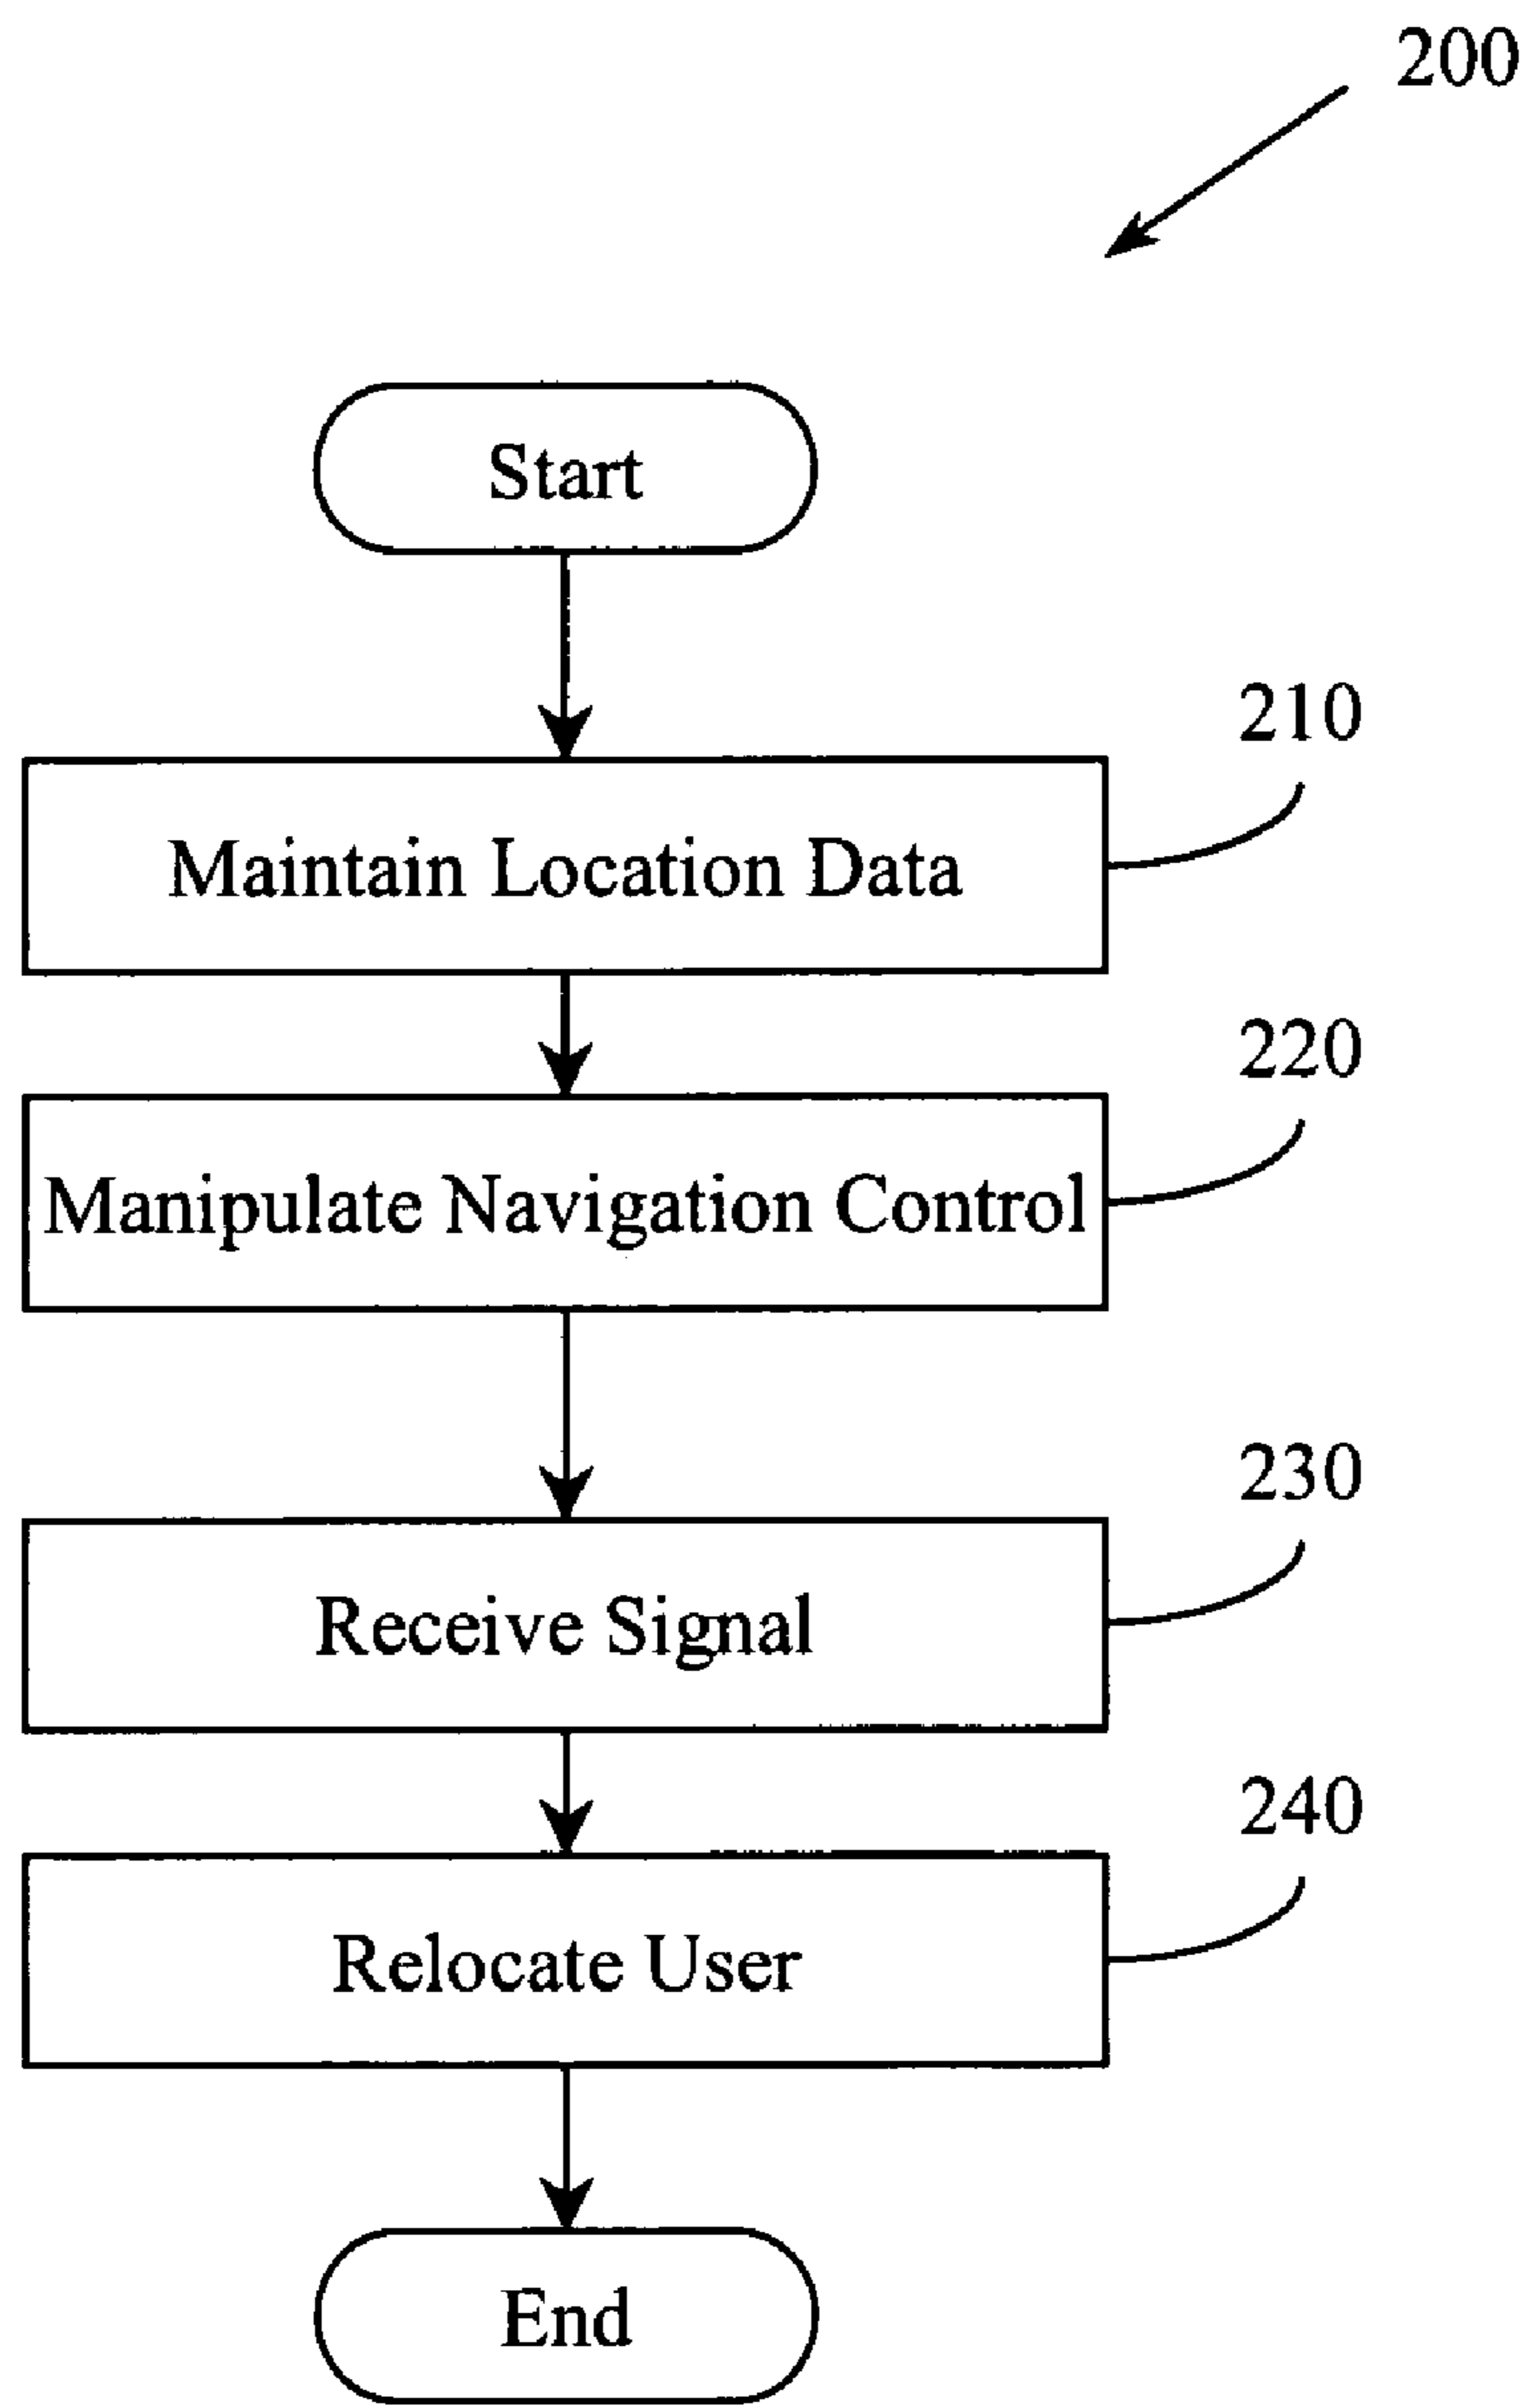 200
Start
210
Maintain Location Data
220
Manipulate Navigation Control
230
Receive Signal
240
Relocate User
End